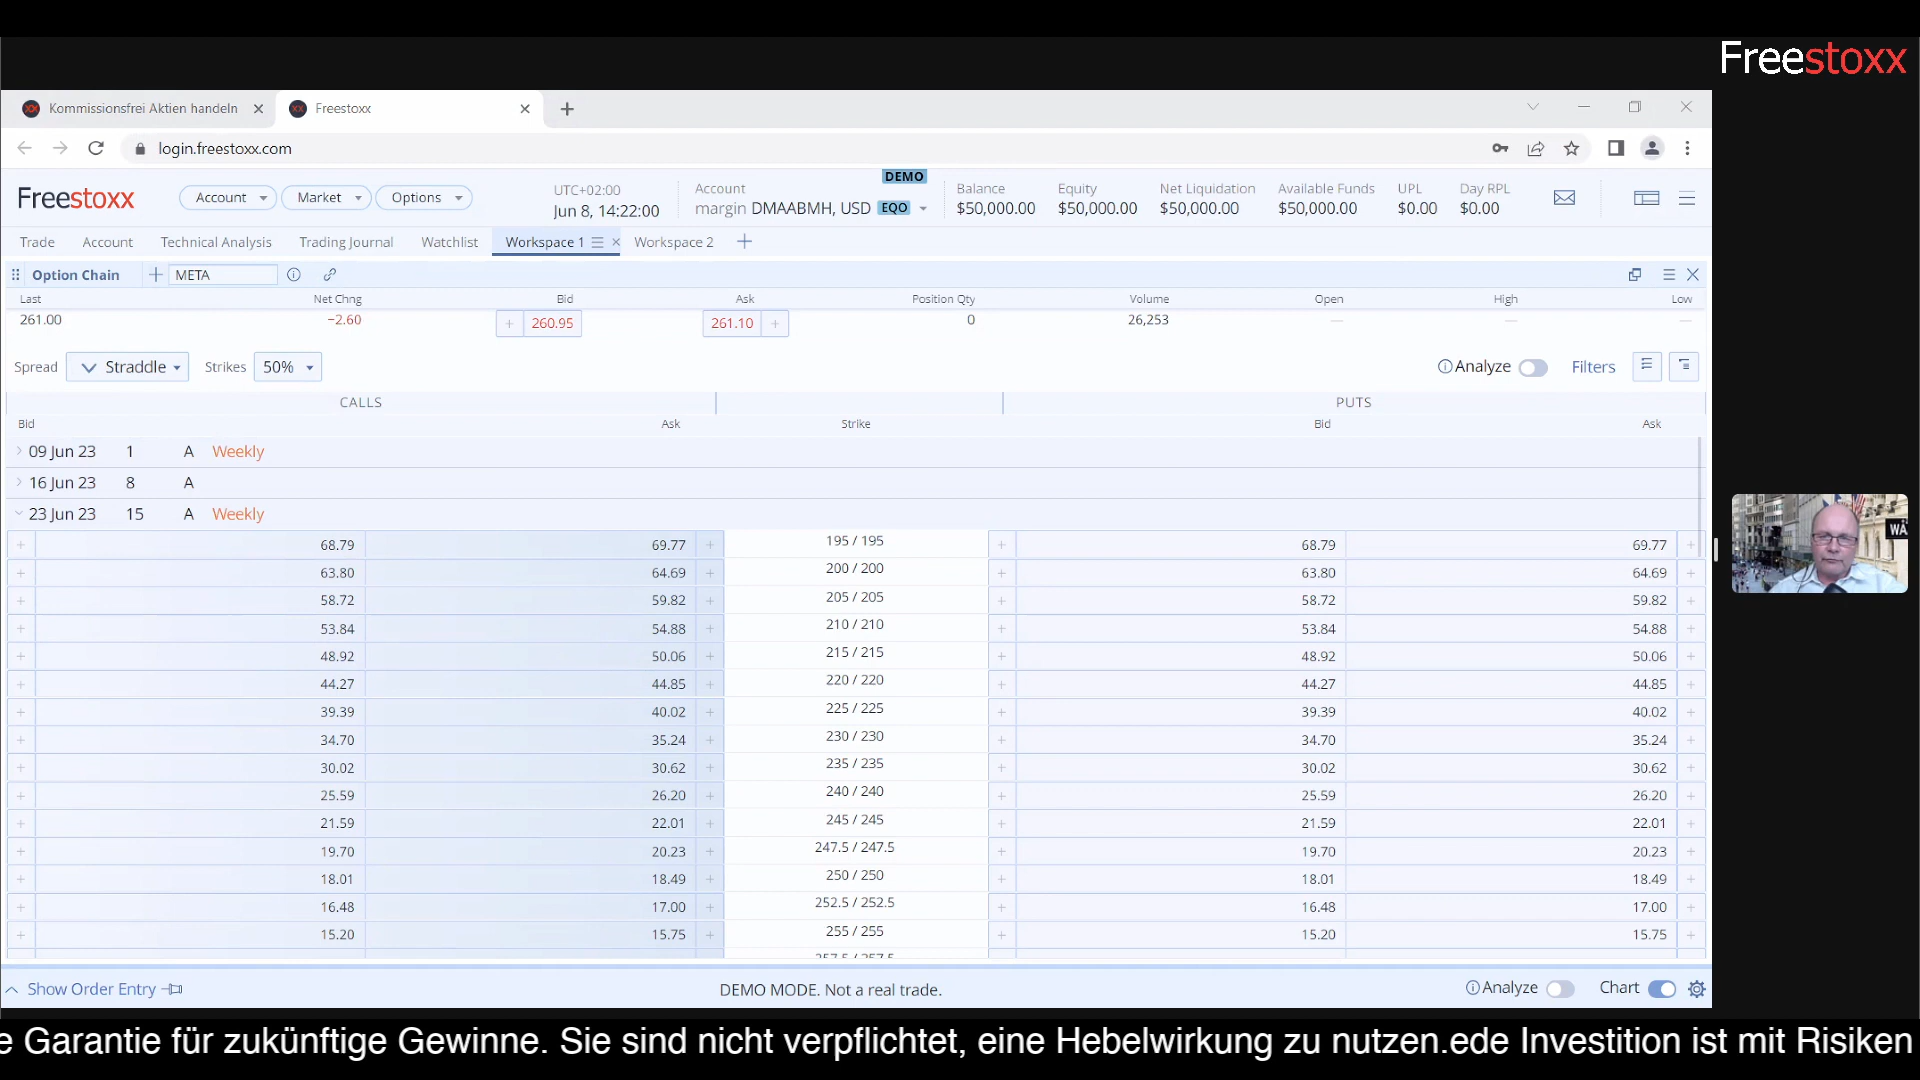 Freestoxx
Kommissionsfrei Aktien handeln
Freestoxx
login.freestoxx.com
Freestoxx
Account
Market
Options
UTC+02:00
Jun 8, 14:22:00
Account
DEMO
margin DMAABMH, USD EQO
Balance
$50,000.00
Equity
$50,000.00
Net Liquidation
$50,000.00
Available Funds
$50,000.00
UPL
$0.00
Day RPL
$0.00
Trade Account Technical Analysis Trading Journal Watchlist Workspace 1 Workspace 2
Option Chain META
Last Net Chng Bid Ask Position Qty Volume Open High Low
261.00 −2.60 260.95 261.10 0 26,253 — — —
Spread Straddle Strikes 50% Analyze Filters
CALLS PUTS
Bid Ask Strike Bid Ask
09 Jun 23 1 A Weekly
16 Jun 23 8 A
23 Jun 23 15 A Weekly
68.79 69.77 195 / 195 68.79 69.77
63.80 64.69 200 / 200 63.80 64.69
58.72 59.82 205 / 205 58.72 59.82
53.84 54.88 210 / 210 53.84 54.88
48.92 50.06 215 / 215 48.92 50.06
44.27 44.85 220 / 220 44.27 44.85
39.39 40.02 225 / 225 39.39 40.02
34.70 35.24 230 / 230 34.70 35.24
30.02 30.62 235 / 235 30.02 30.62
25.59 26.20 240 / 240 25.59 26.20
21.59 22.01 245 / 245 21.59 22.01
19.70 20.23 247.5 / 247.5 19.70 20.23
18.01 18.49 250 / 250 18.01 18.49
16.48 17.00 252.5 / 252.5 16.48 17.00
15.20 15.75 255 / 255 15.20 15.75
257.5 / 257.5
WA
Show Order Entry DEMO MODE. Not a real trade. Analyze Chart
e Garantie für zukünftige Gewinne. Sie sind nicht verpflichtet, eine Hebelwirkung zu nutzen.ede Investition ist mit Risiken